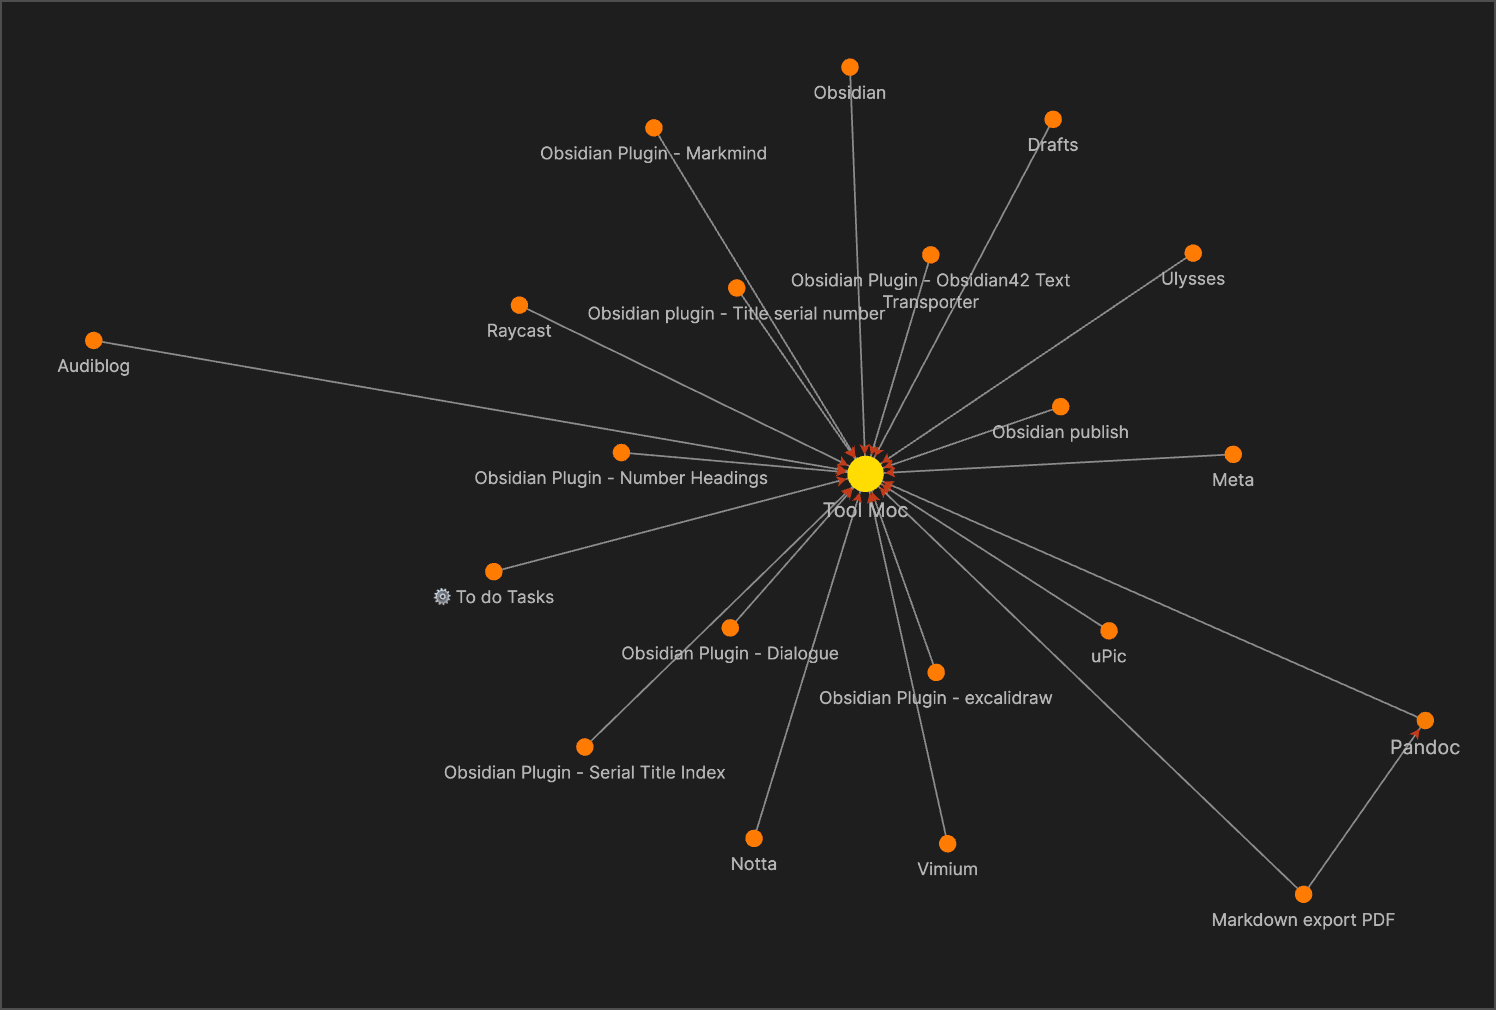 Obsidian
Drafts
Obsidian Plugin - Markmind
Obsidian Plugin - Obsidian42 Text
Transporter
Ulysses
Obsidian plugin - Title serial number
Raycast
Audiblog
Obsidian publish
Obsidian Plugin - Number Headings
Meta
Tool Moc
⚙️ To do Tasks
Obsidian Plugin - Dialogue
uPic
Obsidian Plugin - excalidraw
Pandoc
Obsidian Plugin - Serial Title Index
Notta
Vimium
Markdown export PDF